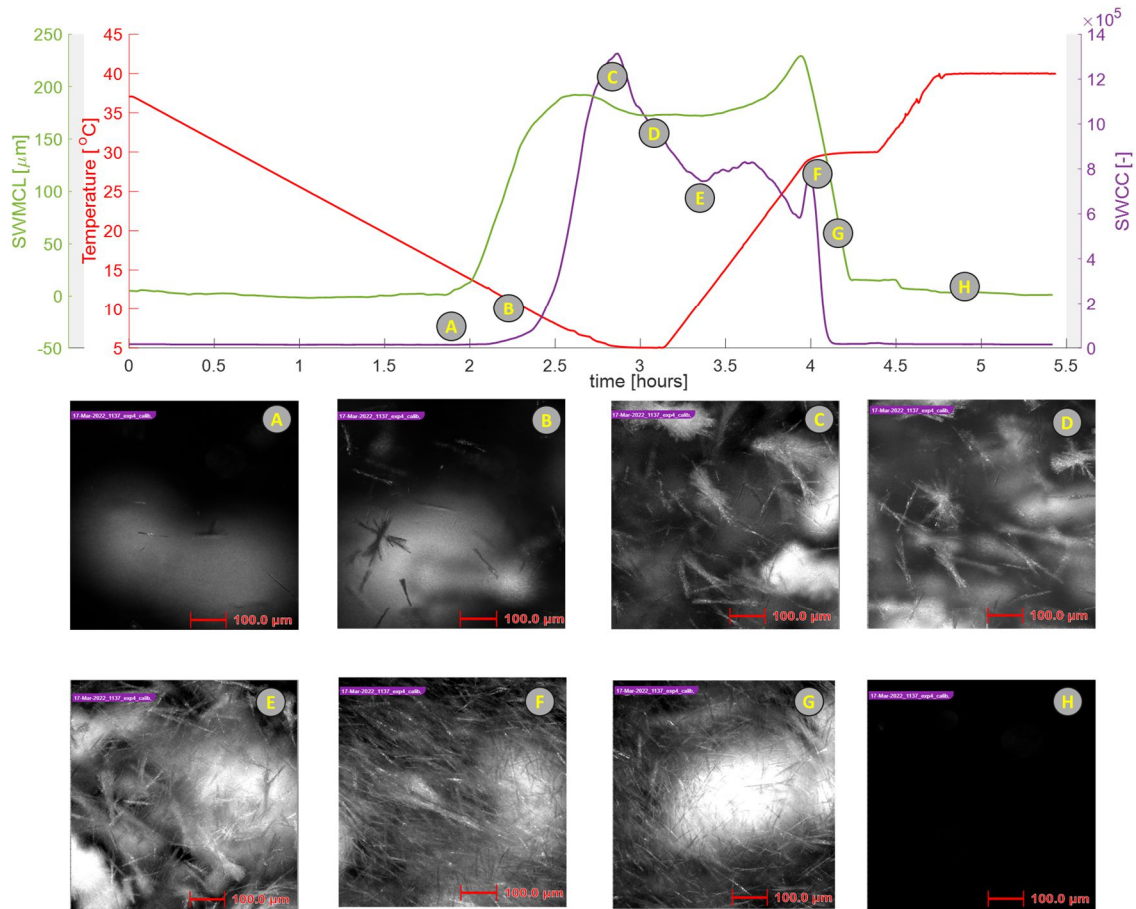 250
200
150
100
50
0
-50
SWMCL [μm]
45
40
35
30
25
20
15
10
5
Temperature [ °C]
×10⁵
14
12
10
8
6
4
2
0
SWCC [-]
A
B
C
D
E
F
G
H
0 0.5 1 1.5 2 2.5 3 3.5 4 4.5 5 5.5
time [hours]
17-Mar-2022_1137_exp4_calib.
A
100.0 μm
17-Mar-2022_1137_exp4_calib.
B
100.0 μm
17-Mar-2022_1137_exp4_calib.
C
100.0 μm
17-Mar-2022_1137_exp4_calib.
D
100.0 μm
17-Mar-2022_1137_exp4_calib.
E
100.0 μm
17-Mar-2022_1137_exp4_calib.
F
100.0 μm
17-Mar-2022_1137_exp4_calib.
G
100.0 μm
17-Mar-2022_1137_exp4_calib.
H
100.0 μm